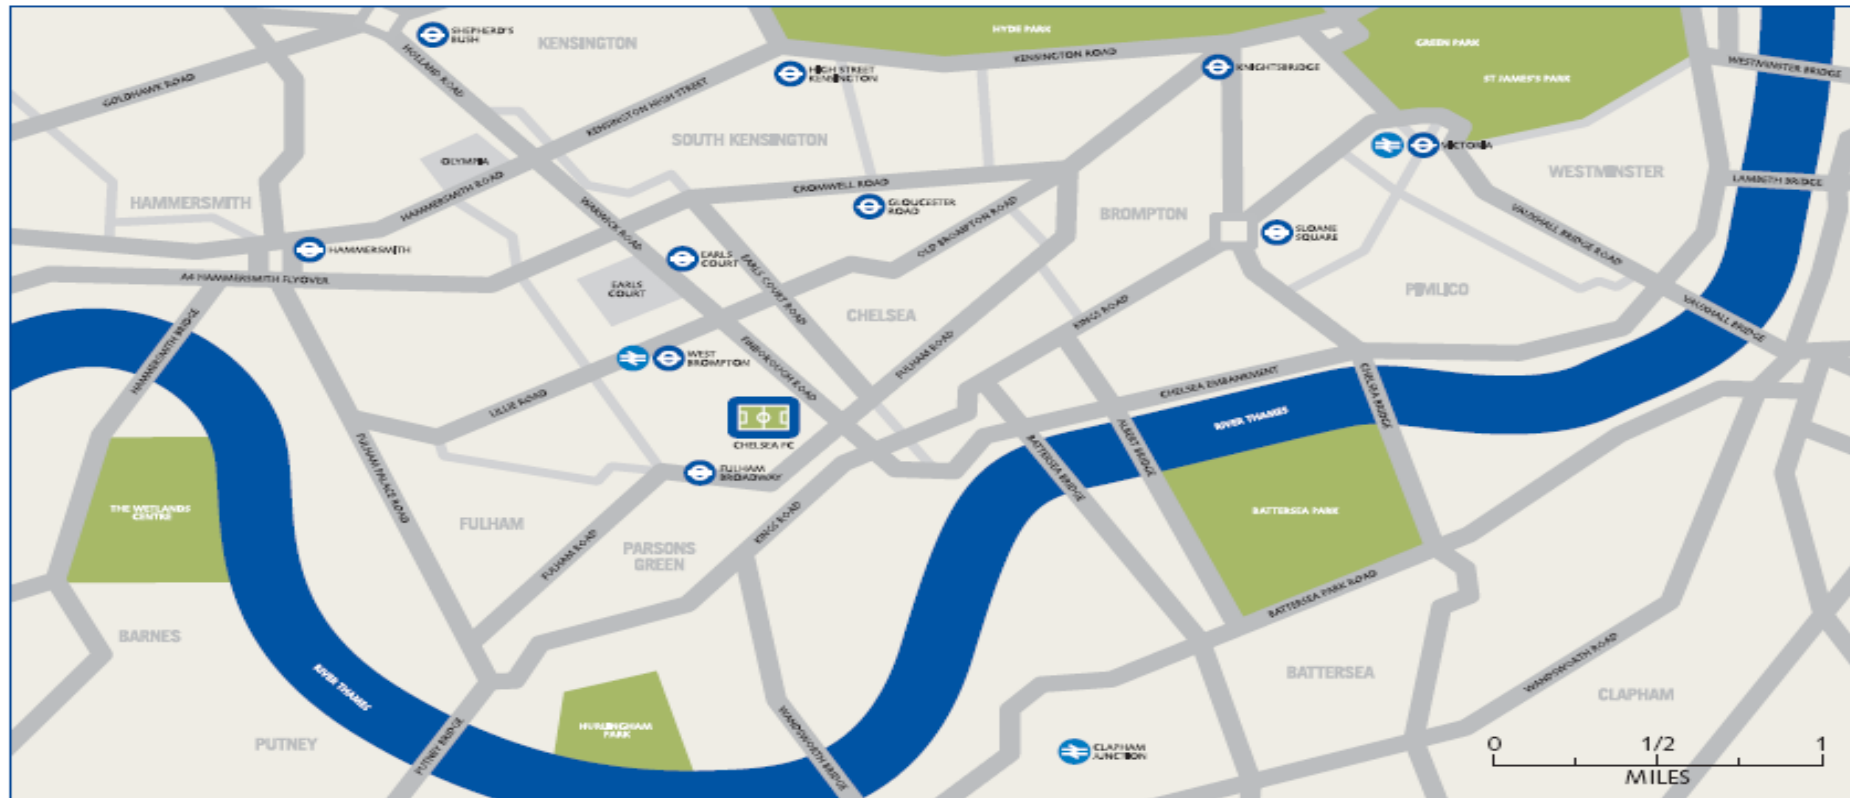 SHEPHERD'S
BUSH
KENSINGTON
HYDE PARK
GREEN PARK
ST JAMES'S PARK
WESTMINSTER BRIDGE
GOLDHAWK ROAD
HOLLAND ROAD
HIGH STREET
KENSINGTON
KENSINGTON ROAD
KNIGHTSBRIDGE
KENSINGTON HIGH STREET
SOUTH KENSINGTON
VICTORIA
OLYMPIA
WESTMINSTER
LAMBETH BRIDGE
HAMMERSMITH
HAMMERSMITH ROAD
WARWICK ROAD
CROMWELL ROAD
GLOUCESTER
ROAD
OLD BROMPTON ROAD
BROMPTON
SLOANE
SQUARE
VAUXHALL BRIDGE ROAD
HAMMERSMITH
A4 HAMMERSMITH FLYOVER
EARLS
COURT
EARLS
COURT
EARLS COURT ROAD
CHELSEA
PIMLICO
VAUXHALL BRIDGE
HAMMERSMITH BRIDGE
WEST
BROMPTON
FINBOROUGH ROAD
FULHAM ROAD
KINGS ROAD
CHELSEA EMBANKMENT
CHELSEA BRIDGE
LILLIE ROAD
CHELSEA FC
RIVER THAMES
ALBERT BRIDGE
BATTERSEA BRIDGE
FULHAM PALACE ROAD
FULHAM
BROADWAY
THE WETLANDS
CENTRE
FULHAM
KINGS ROAD
BATTERSEA PARK
FULHAM ROAD
PARSONS
GREEN
BATTERSEA PARK ROAD
BARNES
RIVER THAMES
BATTERSEA
WANDSWORTH ROAD
CLAPHAM
PUTNEY
PUTNEY BRIDGE
HURLINGHAM
PARK
WANDSWORTH BRIDGE
CLAPHAM
JUNCTION
0 1/2 1
MILES